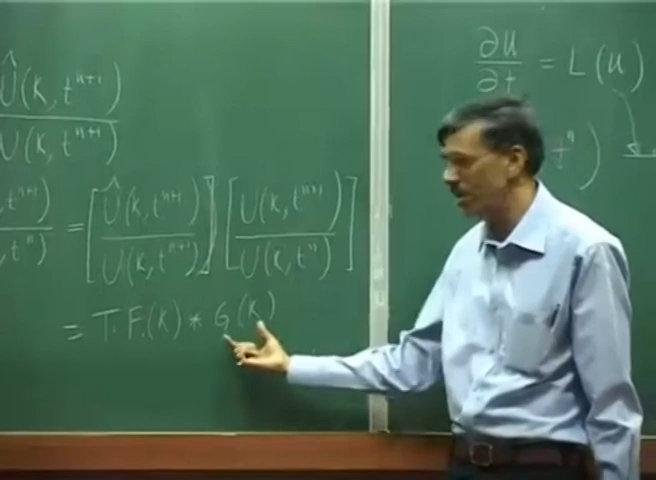 Û(k, t^{n+1})
U(k, t^{n+1})
, t^{n+1})
, t^n) = [Û(k, t^{n+1}) / U(k, t^{n+1})] [U(k, t^{n+1}) / U(k, t^n)]
= T.F.(k) * G(k)
∂u/∂t = L(u)
t^n)